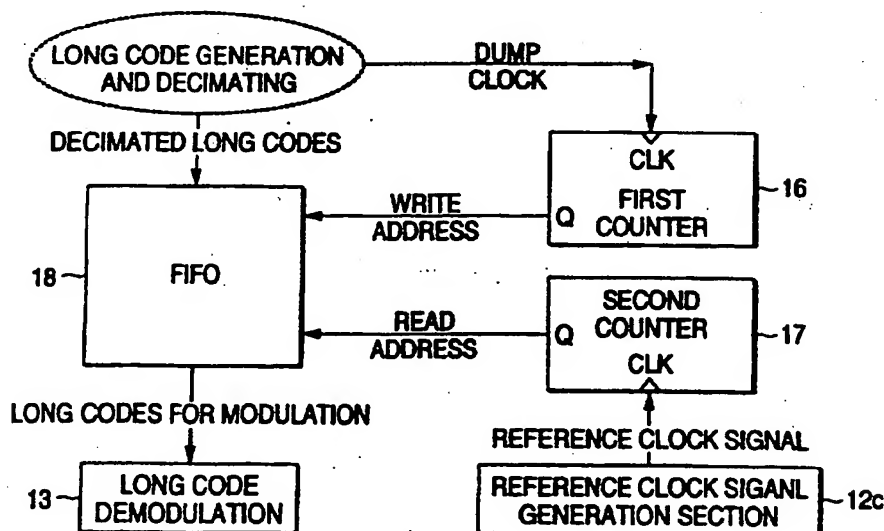 LONG CODE GENERATION
AND DECIMATING
DUMP
CLOCK
DECIMATED LONG CODES
CLK
FIRST
COUNTER
Q
16
WRITE
ADDRESS
18
FIFO
SECOND
COUNTER
Q
CLK
17
READ
ADDRESS
LONG CODES FOR MODULATION
REFERENCE CLOCK SIGNAL
13
LONG CODE
DEMODULATION
REFERENCE CLOCK SIGANL
GENERATION SECTION
12c